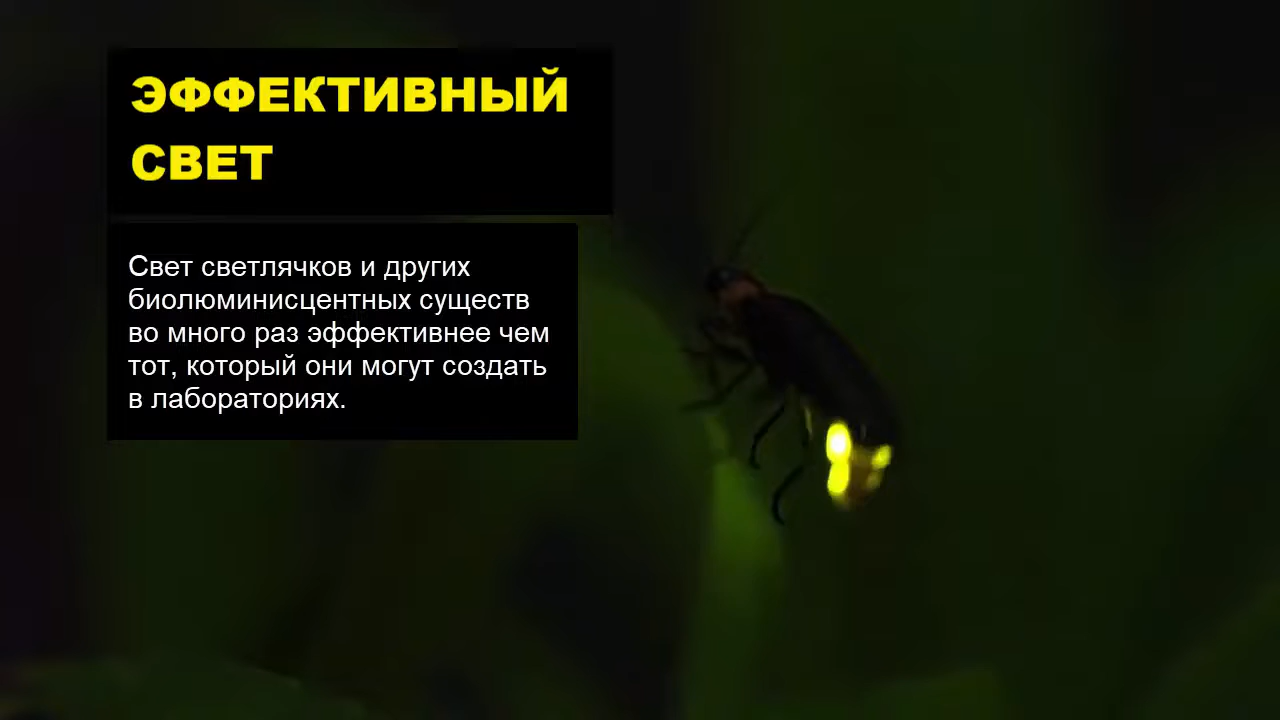 ЭФФЕКТИВНЫЙ
СВЕТ
Свет светлячков и других
биолюминисцентных существ
во много раз эффективнее чем
тот, который они могут создать
в лабораториях.